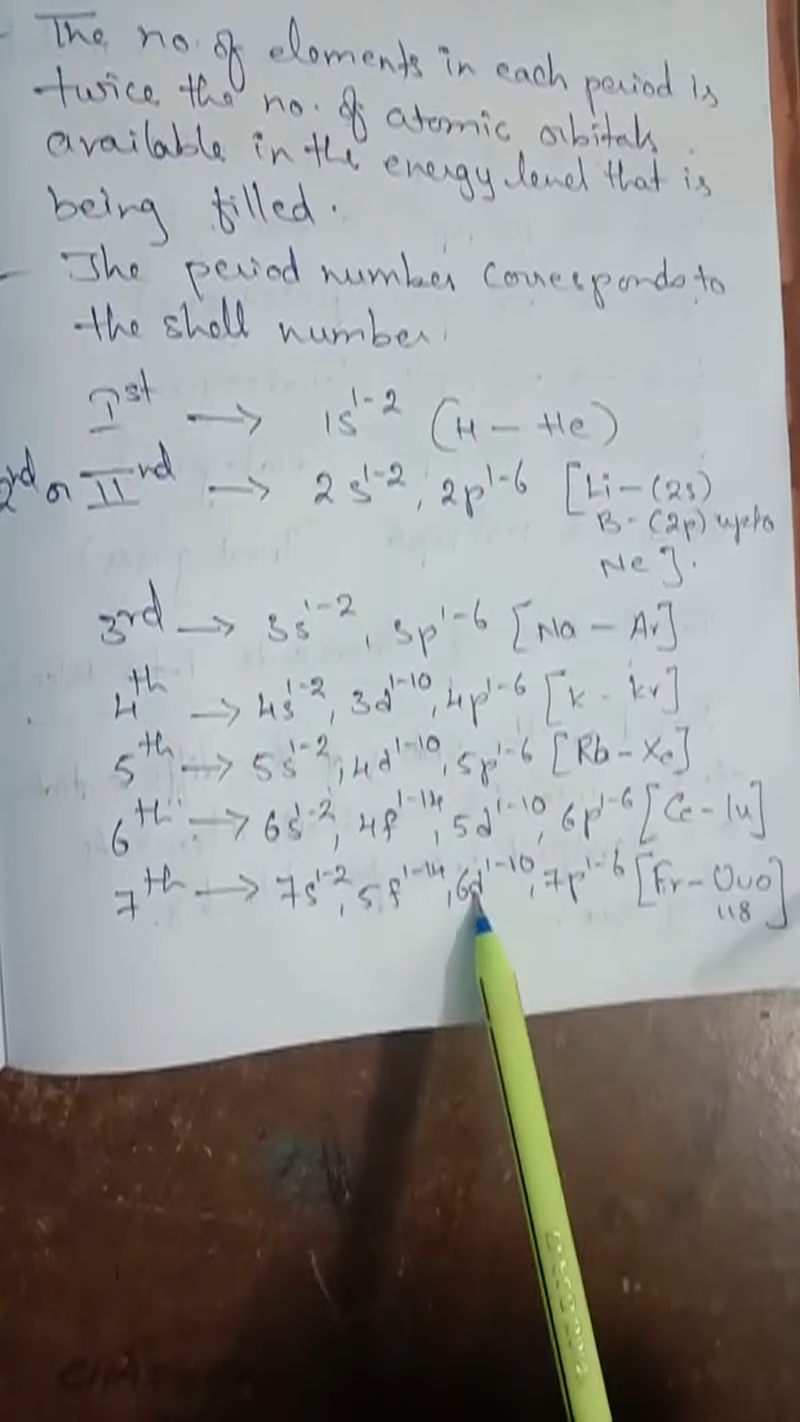 - The no. of elements in each period is
twice the no. of atomic orbitals
available in the energy level that is
being filled.
- The period number corresponds to
the shell number.
Ist → 1s¹⁻² (H - He)
2rd or IIrd → 2s¹⁻², 2p¹⁻⁶ [Li - (2s)
B - (2p) upto
Ne].
3rd → 3s¹⁻², 3p¹⁻⁶ [Na - Ar]
4th → 4s¹⁻², 3d¹⁻¹⁰, 4p¹⁻⁶ [K - Kr]
5th → 5s¹⁻², 4d¹⁻¹⁰, 5p¹⁻⁶ [Rb - Xe]
6th → 6s¹⁻², 4f¹⁻¹⁴, 5d¹⁻¹⁰, 6p¹⁻⁶
7th → 7s¹⁻², 5f¹⁻¹⁴, 6d¹⁻¹⁰, 7p¹⁻⁶ [Fr - Uuo]
118